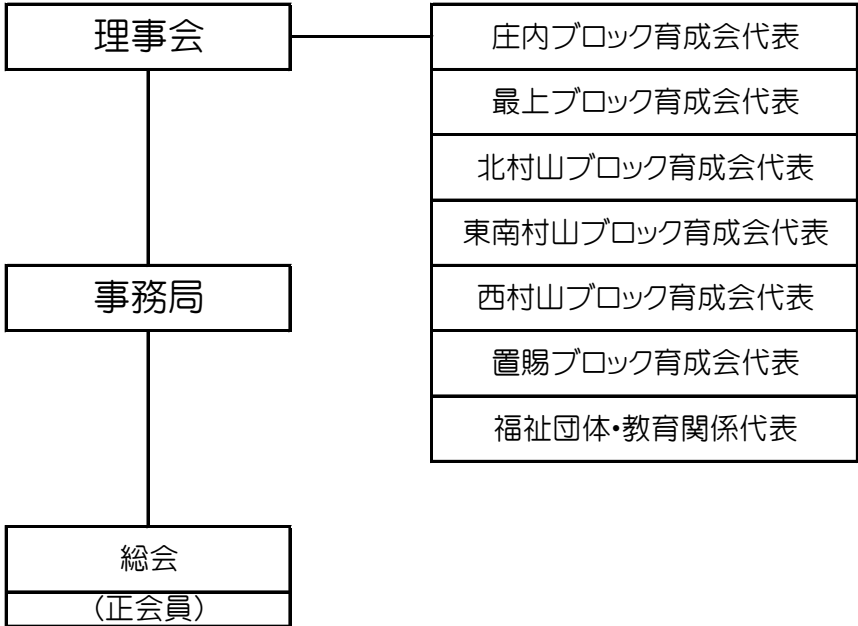 理事会
庄内ブロック育成会代表
最上ブロック育成会代表
北村山ブロック育成会代表
東南村山ブロック育成会代表
西村山ブロック育成会代表
置賜ブロック育成会代表
福祉団体・教育関係代表
事務局
総会
（正会員）